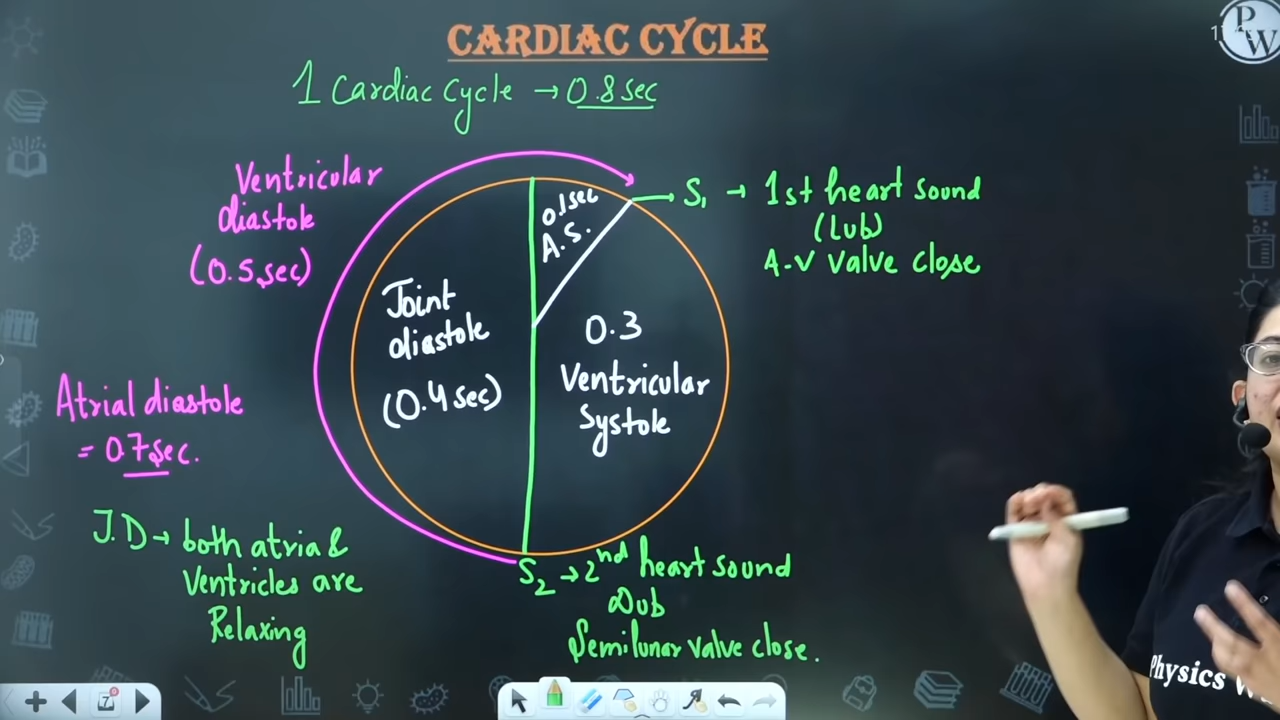 CARDIAC CYCLE
P
W
1 Cardiac cycle → 0.8 sec
Ventricular
diastole
(0.5 sec)
0.1sec
A.S.
S₁ → 1st heart sound
(Lub)
A-V valve close
Joint
diastole
(0.4 sec)
0.3
Ventricular
Systole
Atrial diastole
= 0.7 sec.
J.D → both atria &
Ventricles are
Relaxing
S₂ → 2nd heart sound
Dub
Semilunar valve close.
Physics W
7